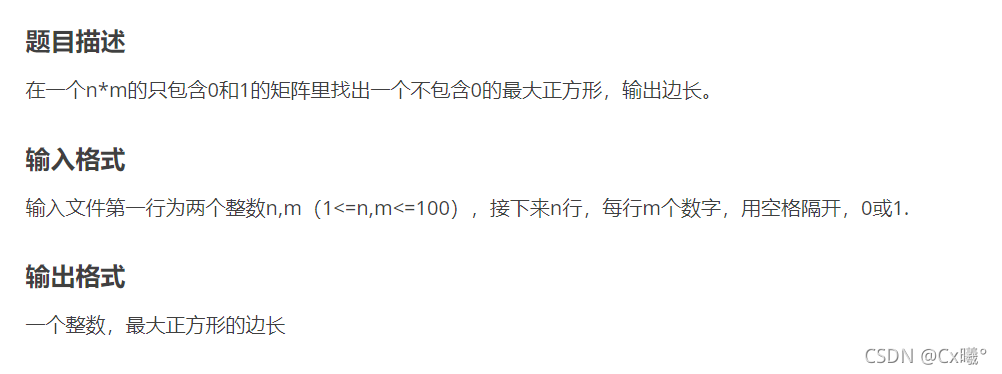 题目描述
在一个n*m的只包含0和1的矩阵里找出一个不包含0的最大正方形，输出边长。
输入格式
输入文件第一行为两个整数n,m（1<=n,m<=100），接下来n行，每行m个数字，用空格隔开，0或1.
输出格式
一个整数，最大正方形的边长
CSDN @Cx曦°